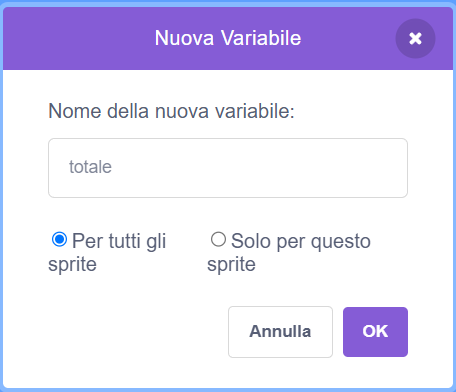 Nuova Variabile
Nome della nuova variabile:
totale
Per tutti gli sprite
Solo per questo sprite
Annulla
OK